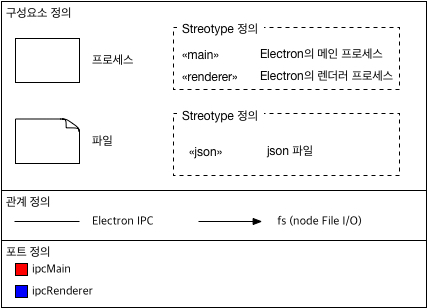 구성요소 정의
Streotype 정의
프로세스
«main» Electron의 메인 프로세스
«renderer» Electron의 렌더러 프로세스
Streotype 정의
파일
«json» json 파일
관계 정의
Electron IPC
fs (node File I/O)
포트 정의
ipcMain
ipcRenderer